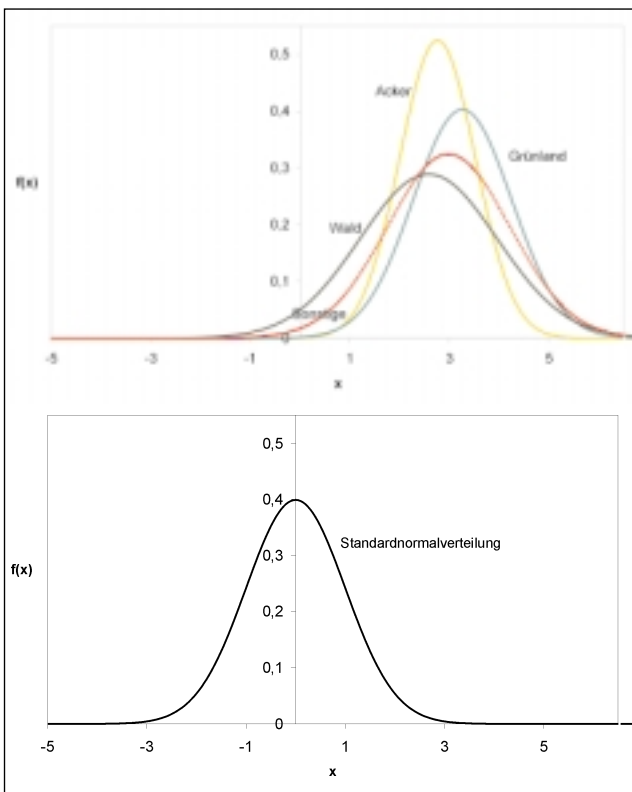 0,5
Acker
0,4
Grünland
0,3
f(x)
0,2
Wald
0,1
Sonstige
0
-5 -3 -1 1 3 5
x
0,5
0,4
Standardnormalverteilung
0,3
f(x)
0,2
0,1
0
-5 -3 -1 1 3 5
x